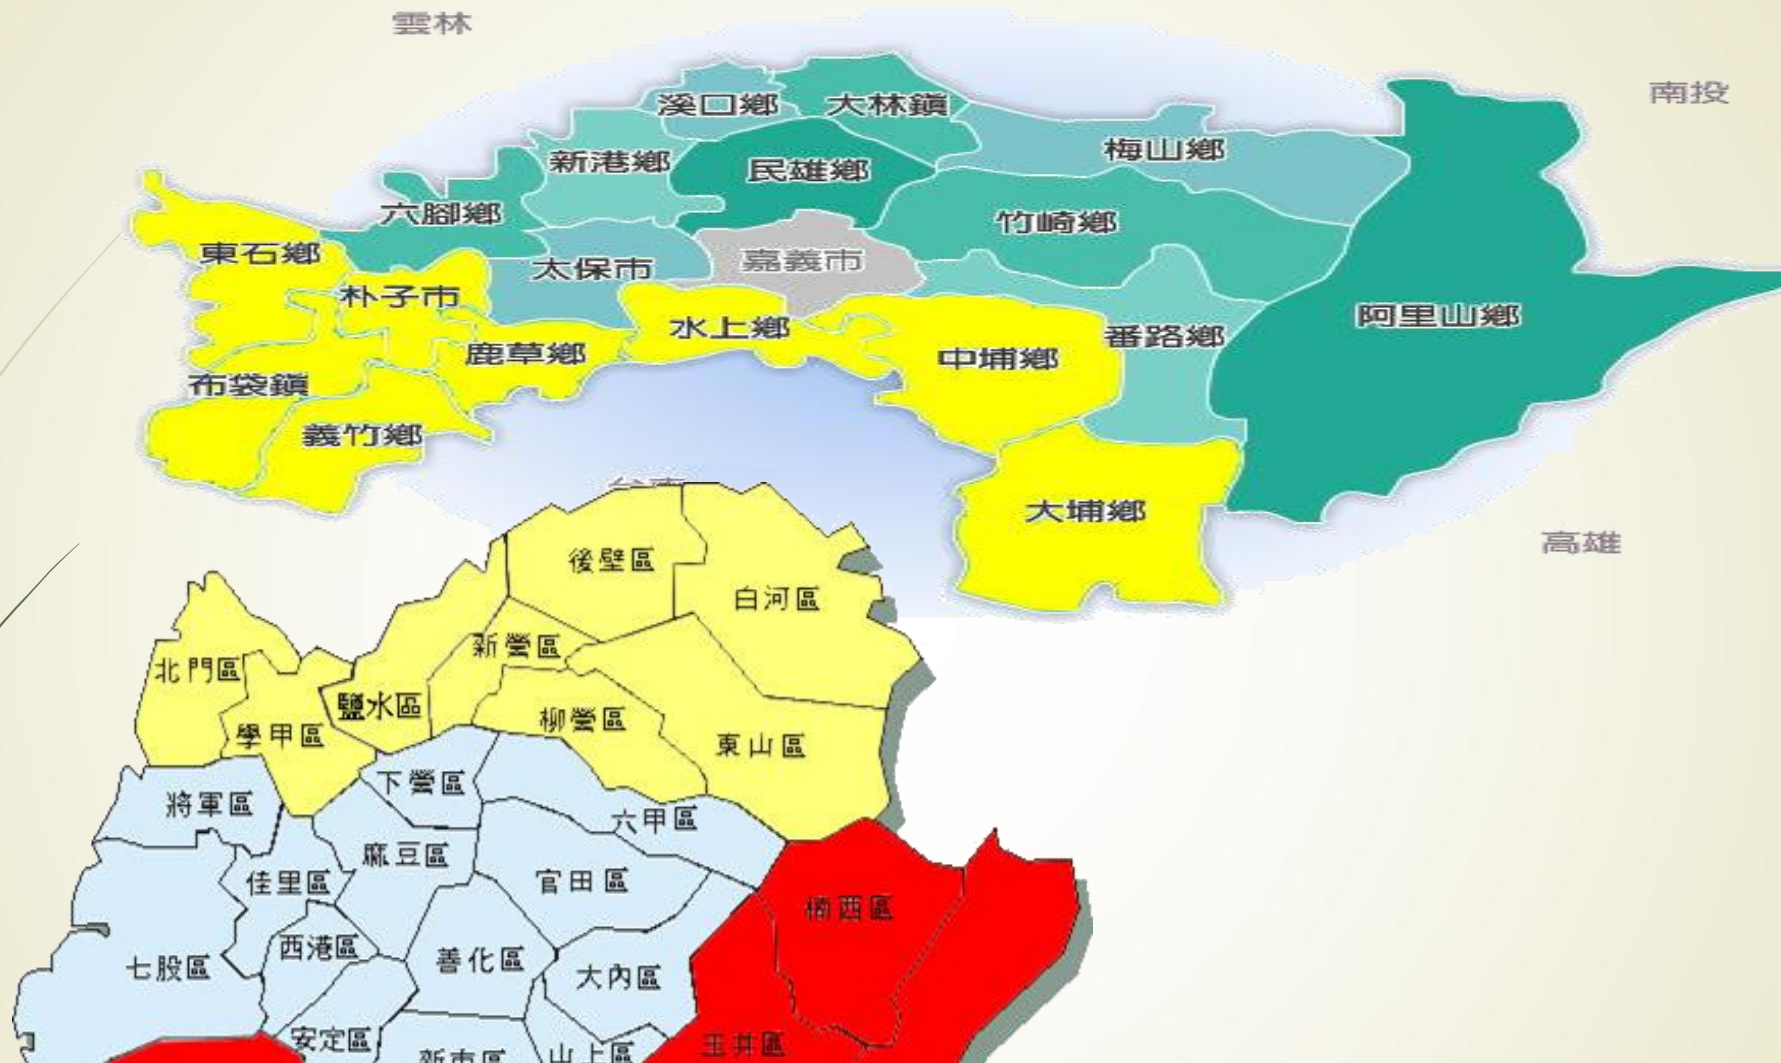 雲林
南投
溪口鄉
大林鎮
新港鄉
民雄鄉
梅山鄉
六腳鄉
竹崎鄉
東石鄉
太保市
嘉義市
朴子市
水上鄉
阿里山鄉
鹿草鄉
中埔鄉
番路鄉
布袋鎮
義竹鄉
大埔鄉
高雄
後壁區
白河區
新營區
北門區
鹽水區
學甲區
柳營區
東山區
下營區
將軍區
六甲區
麻豆區
佳里區
官田區
楠西區
西港區
善化區
七股區
大內區
安定區
玉井區
山上區